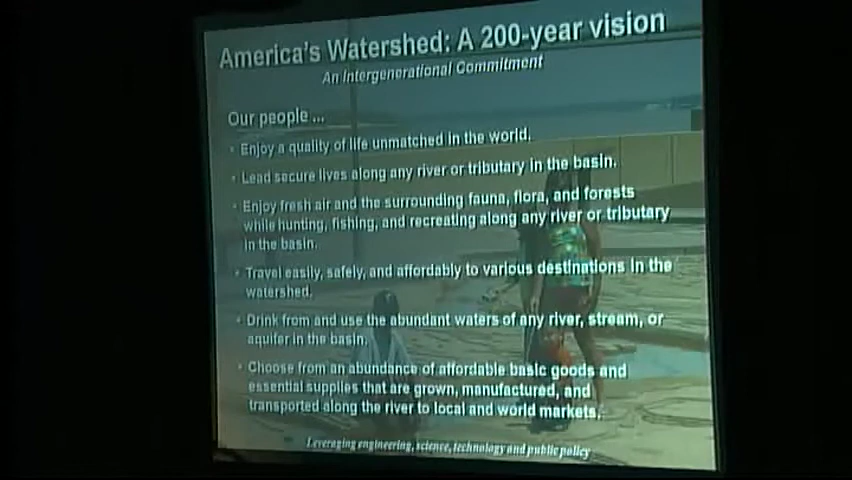 America's Watershed: A 200-year vision
An Intergenerational Commitment
Our people ...
• Enjoy a quality of life unmatched in the world.
• Lead secure lives along any river or tributary in the basin.
• Enjoy fresh air and the surrounding fauna, flora, and forests
while hunting, fishing, and recreating along any river or tributary
in the basin.
• Travel easily, safely, and affordably to various destinations in the
watershed.
• Drink from and use the abundant waters of any river, stream, or
aquifer in the basin.
• Choose from an abundance of affordable basic goods and
essential supplies that are grown, manufactured, and
transported along the river to local and world markets.
Leveraging engineering, science, technology and public policy